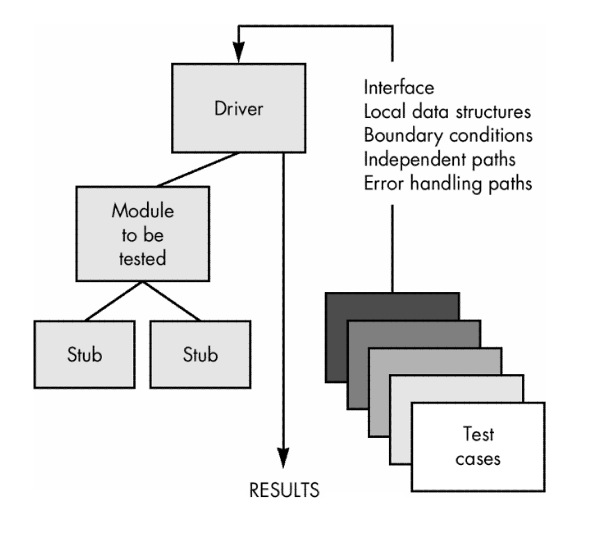 Driver
Interface
Local data structures
Boundary conditions
Independent paths
Error handling paths
Module
to be
tested
Stub
Stub
Test
cases
RESULTS